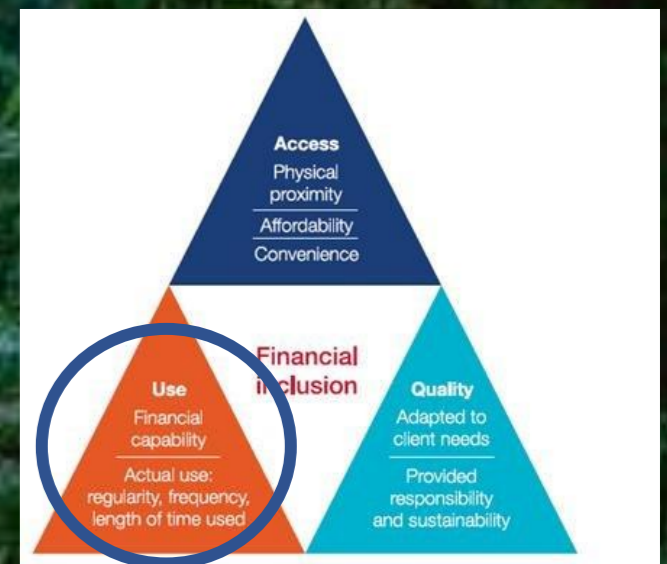 Access
Physical
proximity
Affordability
Convenience
Financial
inclusion
Use
Financial
capability
Actual use:
regularity, frequency,
length of time used
Quality
Adapted to
client needs
Provided
responsibility
and sustainability